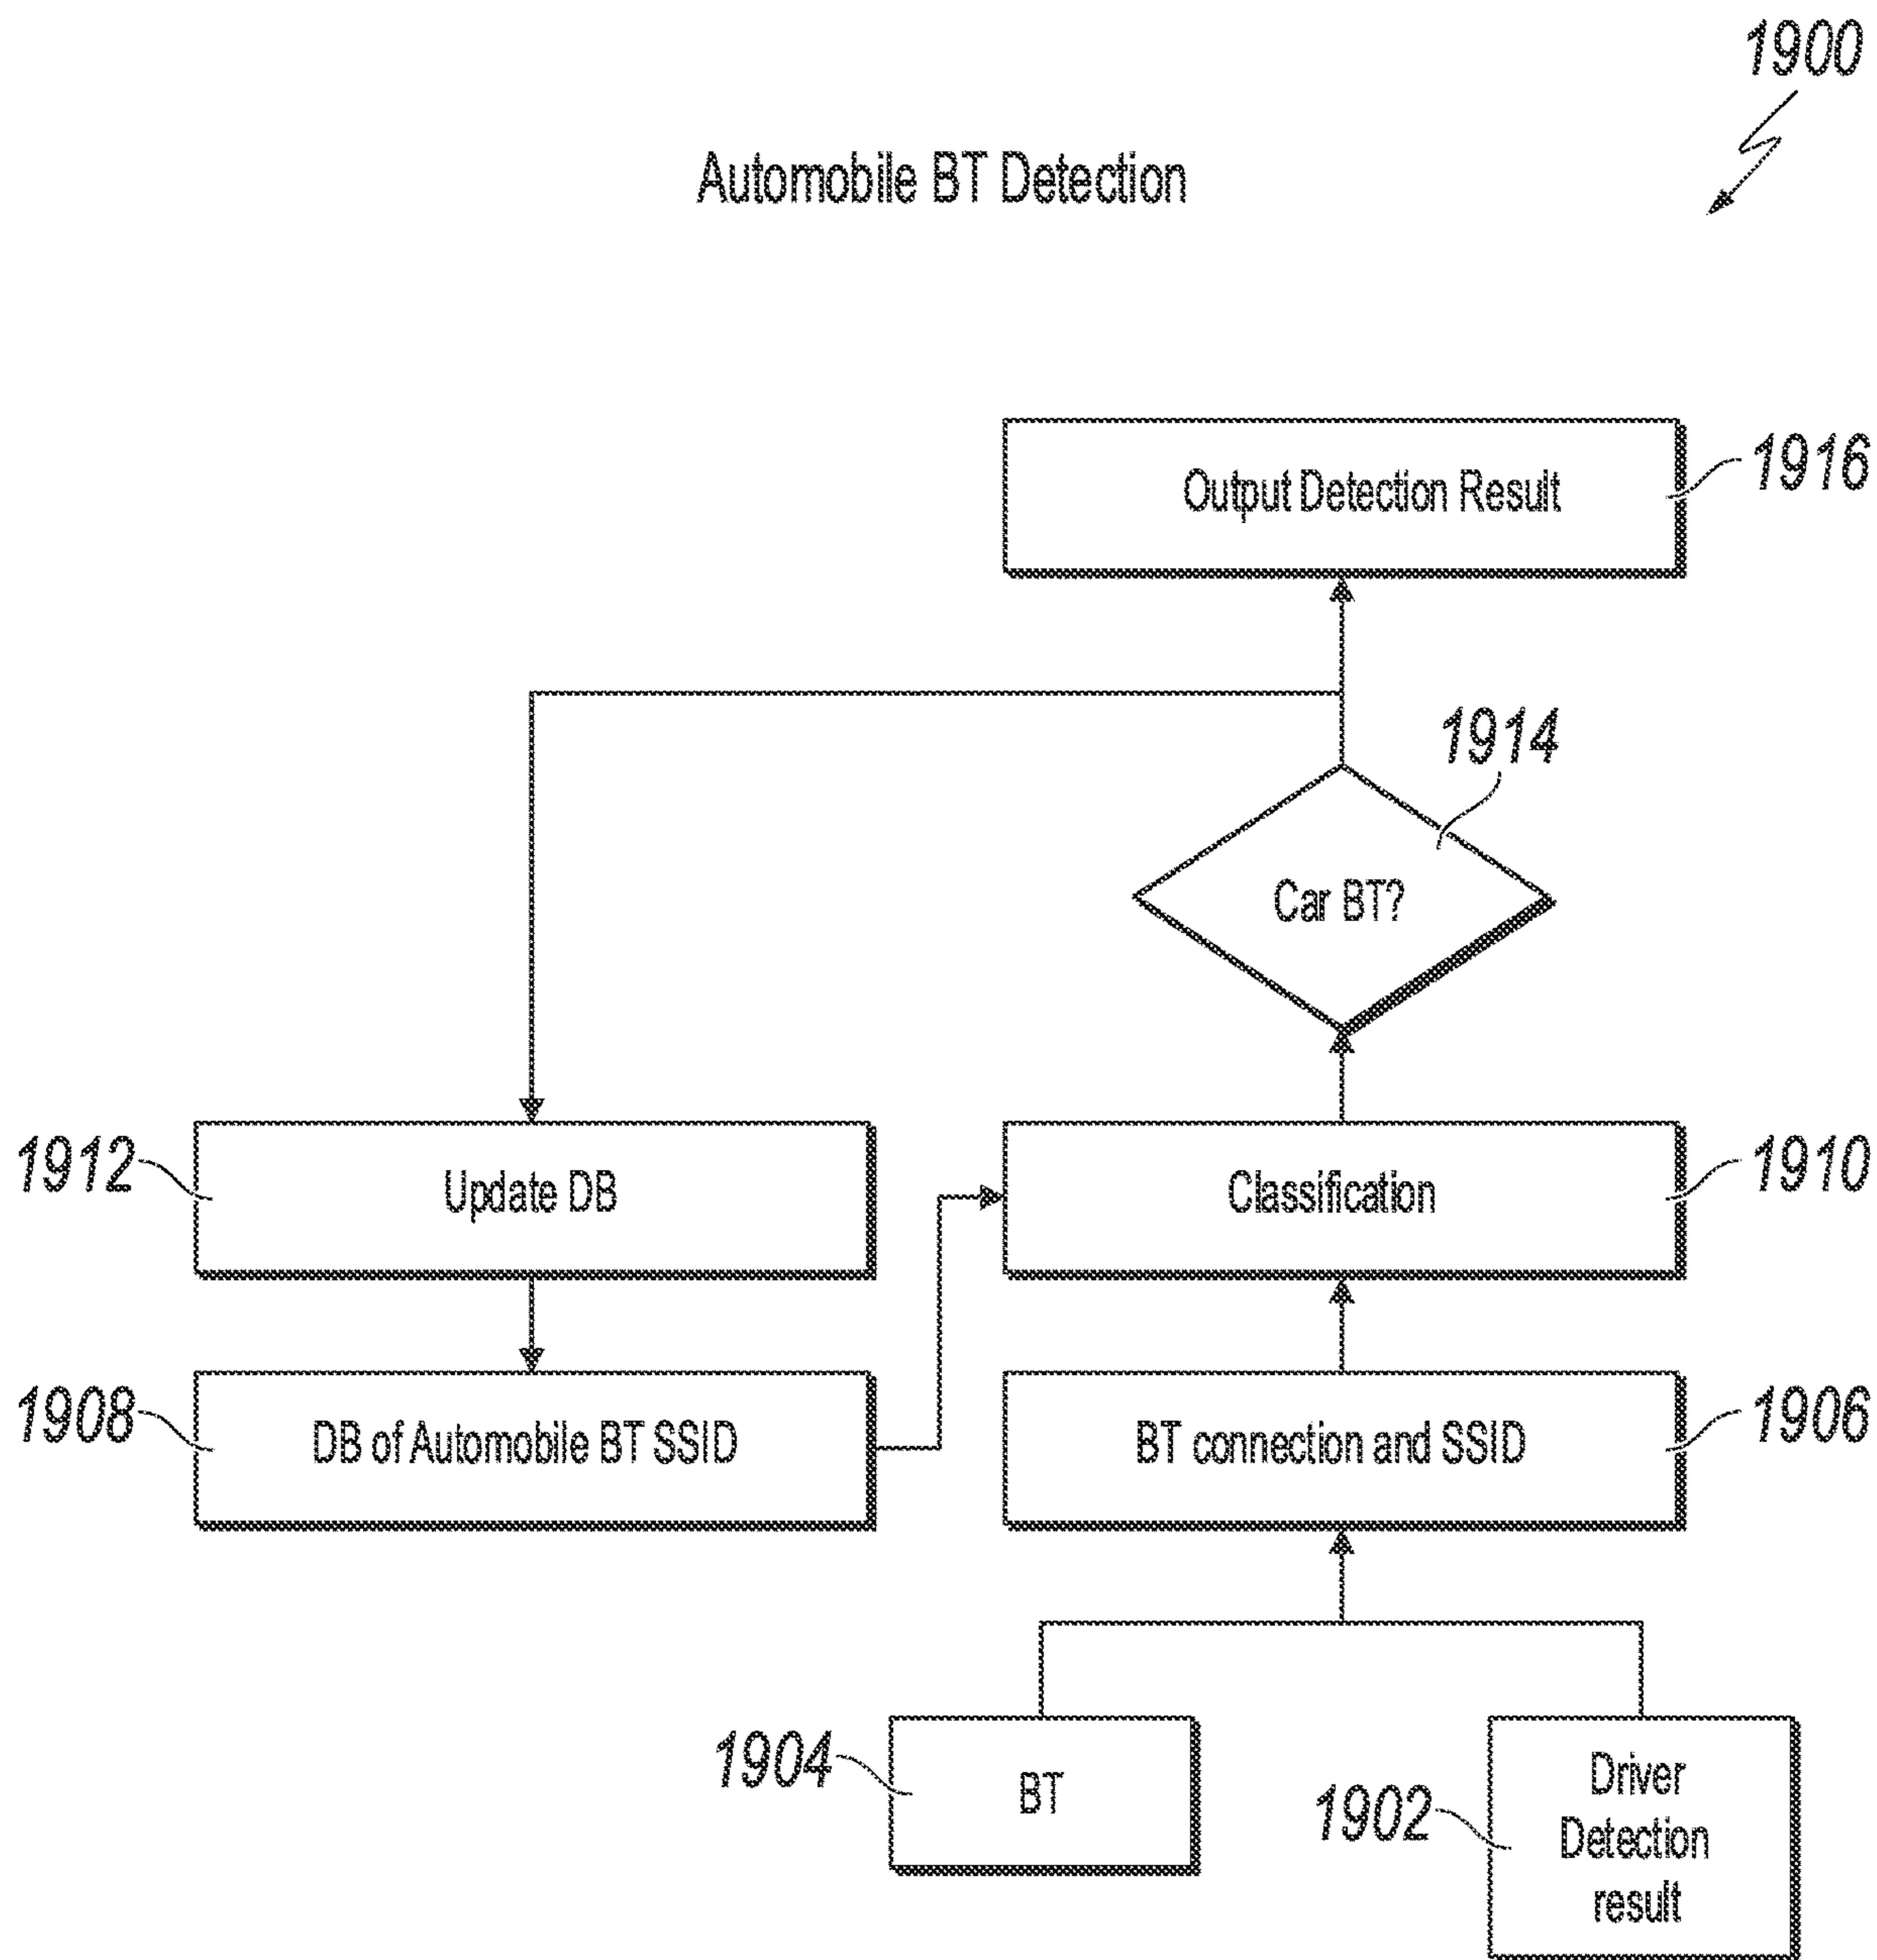 1900
Automobile BT Detection
Output Detection Result
1916
1914
Car BT?
1912
Update DB
Classification
1910
1908
DB of Automobile BT SSID
BT connection and SSID
1906
1904
BT
1902
Driver
Detection
result